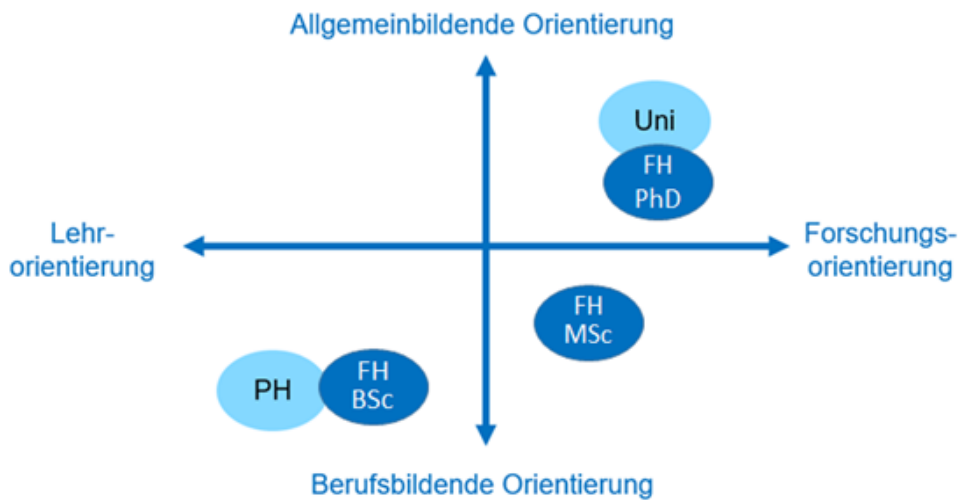 Allgemeinbildende Orientierung
Uni
FH
PhD
Lehr-
orientierung
Forschungs-
orientierung
FH
MSc
PH
FH
BSc
Berufsbildende Orientierung